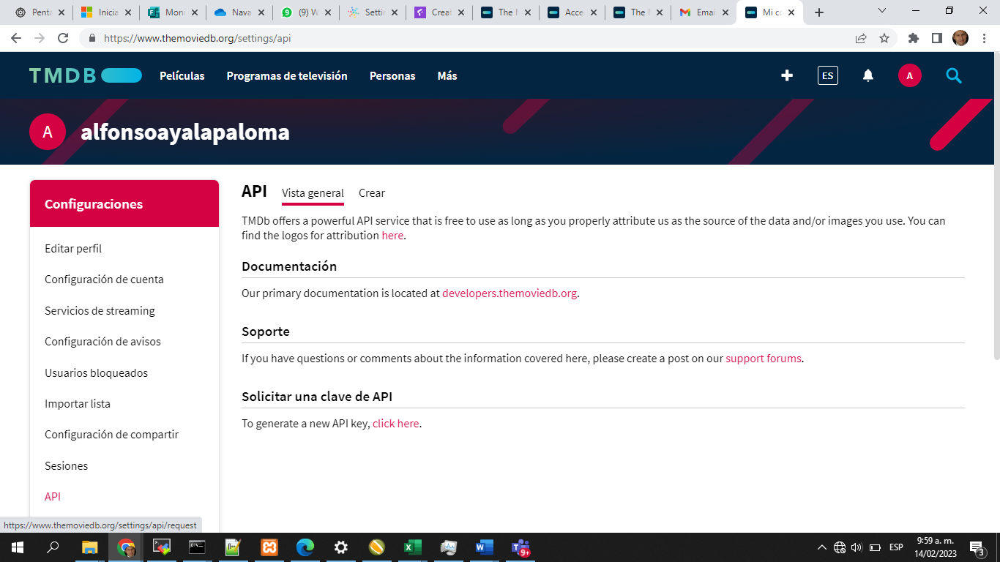 Penta
Inicia
Moni
Nava
(9) W
Settin
Creat
The M
Acce
The M
Emai
Mi co
https://www.themoviedb.org/settings/api
TMDB
Películas
Programas de televisión
Personas
Más
ES
A
A
alfonsoayalapaloma
Configuraciones
Editar perfil
Configuración de cuenta
Servicios de streaming
Configuración de avisos
Usuarios bloqueados
Importar lista
Configuración de compartir
Sesiones
API
API
Vista general
Crear
TMDb offers a powerful API service that is free to use as long as you properly attribute us as the source of the data and/or images you use. You can
find the logos for attribution here.
Documentación
Our primary documentation is located at developers.themoviedb.org.
Soporte
If you have questions or comments about the information covered here, please create a post on our support forums.
Solicitar una clave de API
To generate a new API key, click here.
https://www.themoviedb.org/settings/api/request
9+
ESP
9:59 a. m.
14/02/2023
3